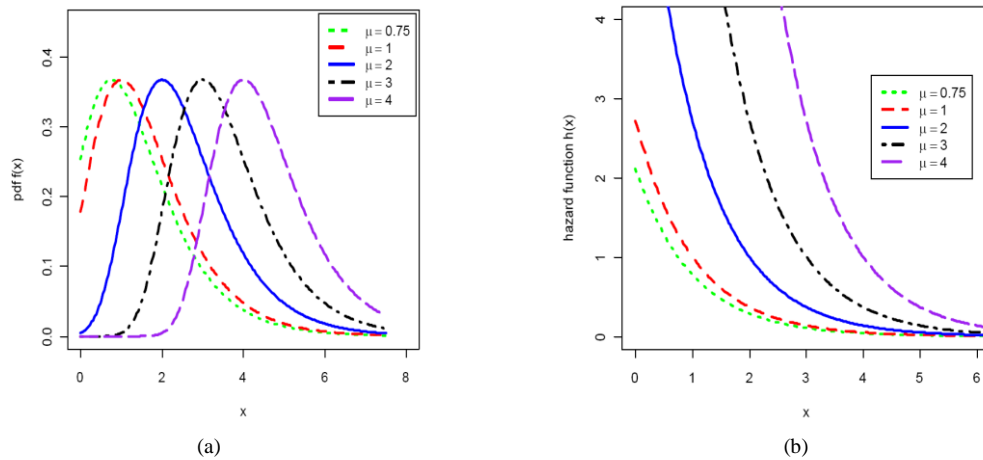 μ = 0.75
μ = 1
μ = 2
μ = 3
μ = 4
pdf f(x)
0.0
0.1
0.2
0.3
0.4
0
2
4
6
8
x
(a)
μ = 0.75
μ = 1
μ = 2
μ = 3
μ = 4
hazard function h(x)
0
1
2
3
4
0
1
2
3
4
5
6
x
(b)